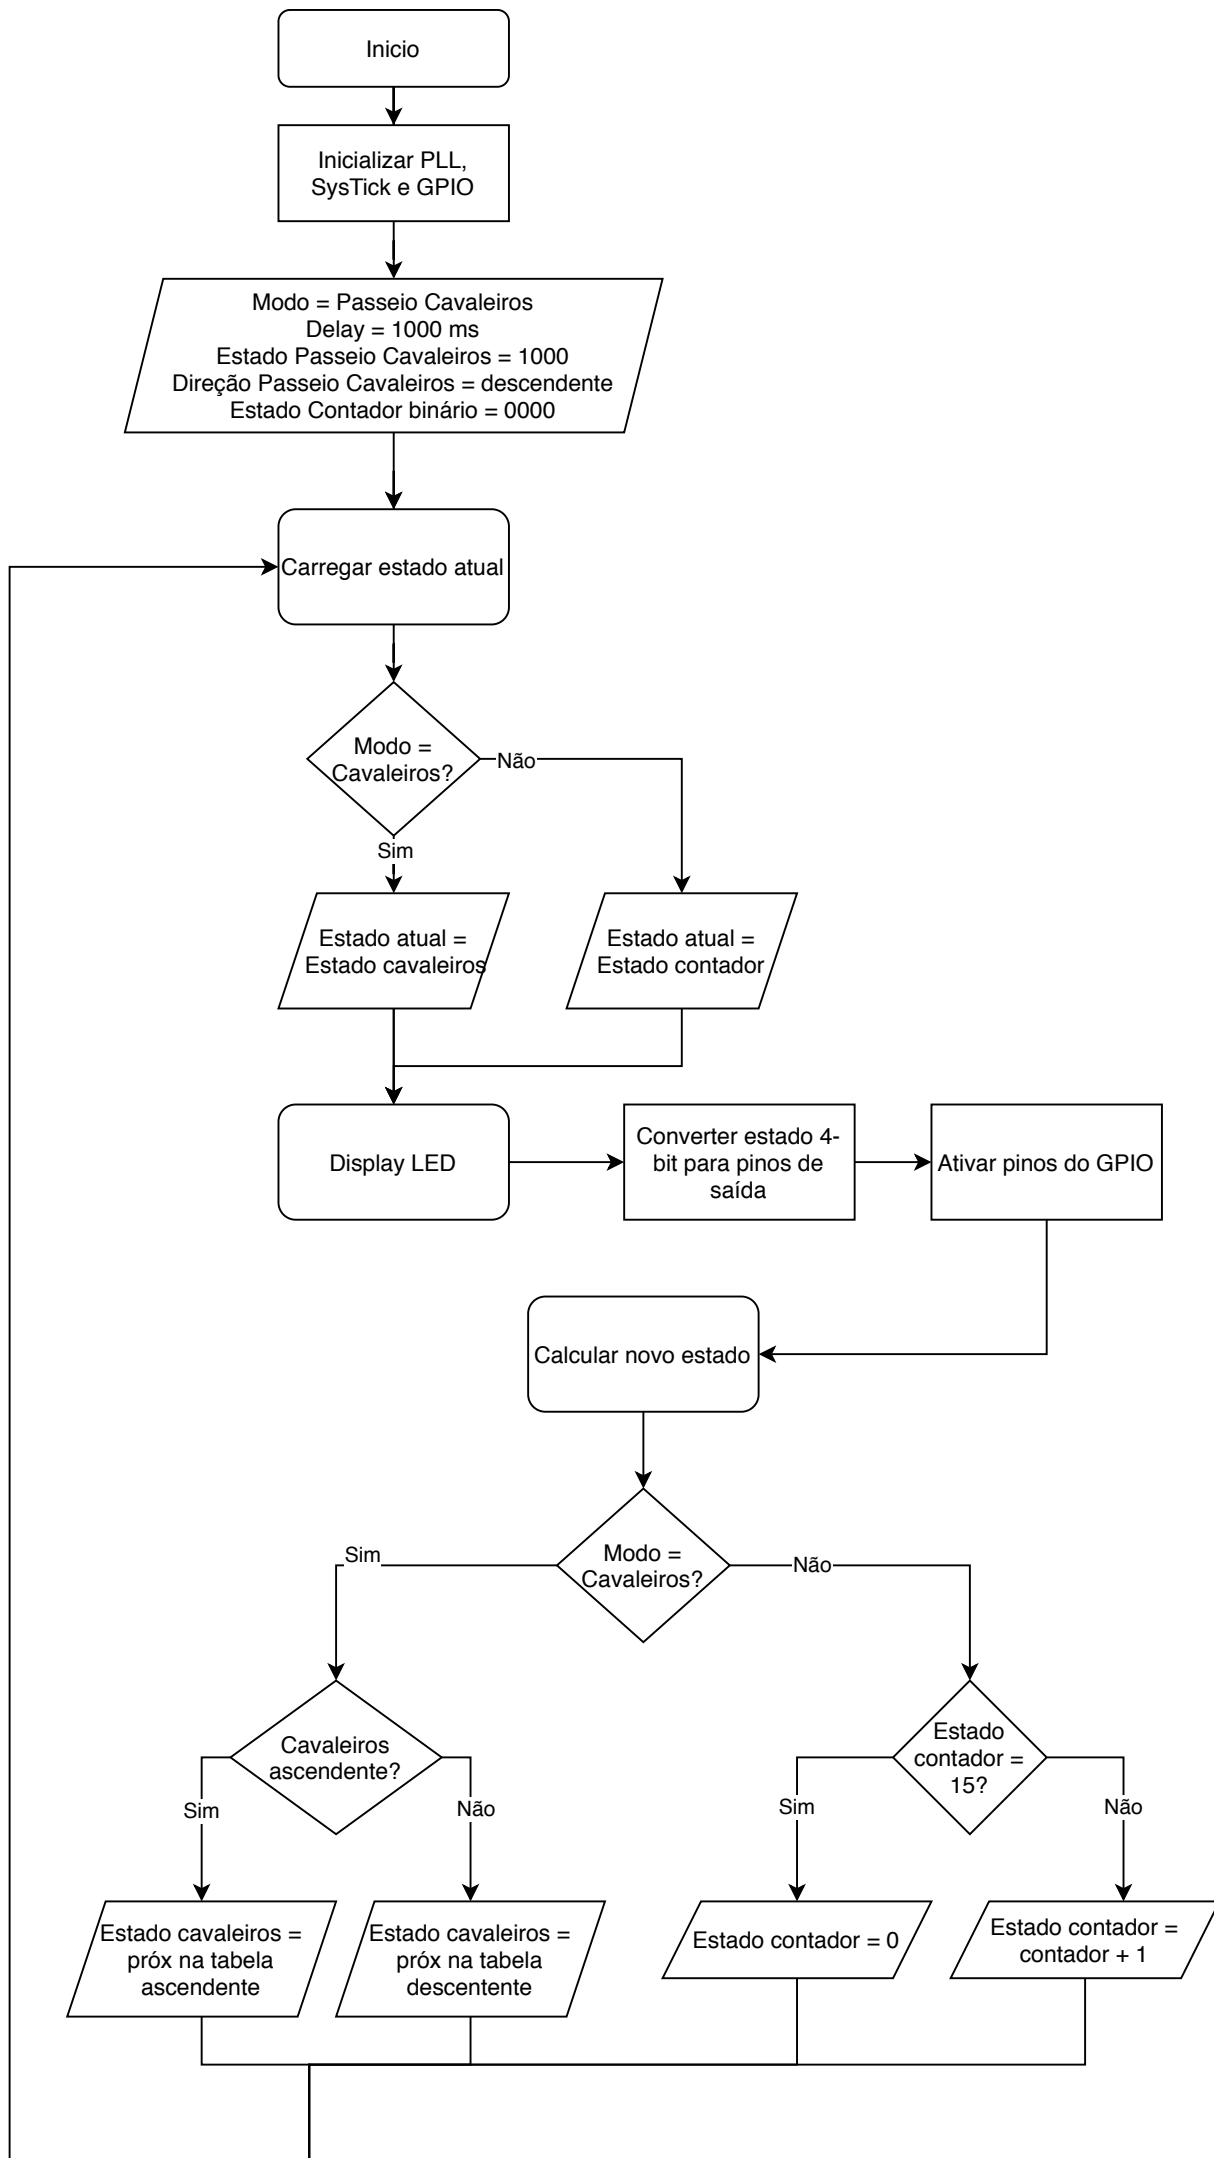 Inicio
Inicializar PLL,
SysTick e GPIO
Modo = Passeio Cavaleiros
Delay = 1000 ms
Estado Passeio Cavaleiros = 1000
Direção Passeio Cavaleiros = descendente
Estado Contador binário = 0000
Carregar estado atual
Modo =
Cavaleiros?
Não
Sim
Estado atual =
Estado cavaleiros
Estado atual =
Estado contador
Display LED
Converter estado 4-
bit para pinos de
saída
Ativar pinos do GPIO
Calcular novo estado
Modo =
Cavaleiros?
Sim
Não
Cavaleiros
ascendente?
Sim
Não
Estado
contador =
15?
Sim
Não
Estado cavaleiros =
próx na tabela
ascendente
Estado cavaleiros =
próx na tabela
descentente
Estado contador = 0
Estado contador =
contador + 1